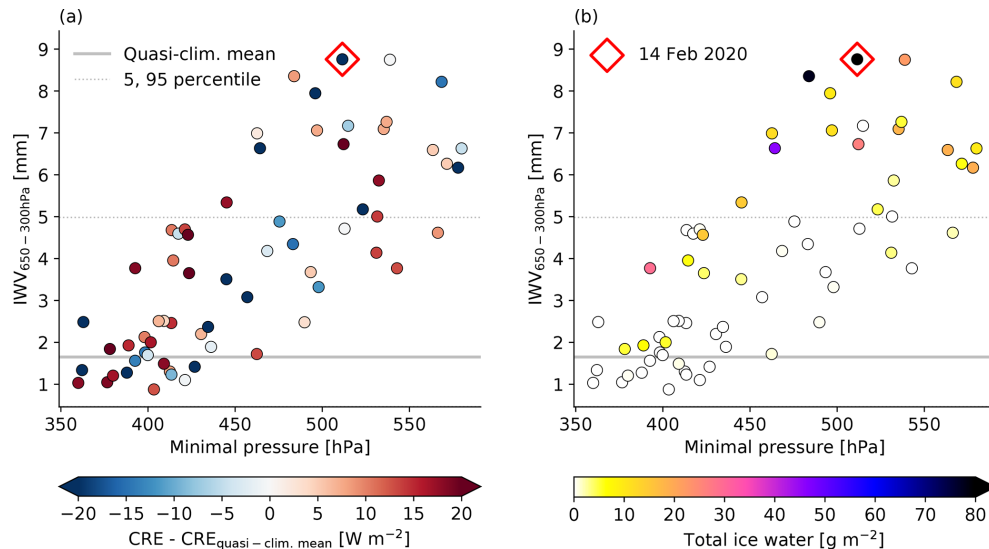 (a)
Quasi-clim. mean
5, 95 percentile
IWV650−300hPa [mm]
9
8
7
6
5
4
3
2
1
350 400 450 500 550
Minimal pressure [hPa]
−20 −15 −10 −5 0 5 10 15 20
CRE - CREquasi−clim. mean [W m−2]
(b)
14 Feb 2020
IWV650−300hPa [mm]
9
8
7
6
5
4
3
2
1
350 400 450 500 550
Minimal pressure [hPa]
0 10 20 30 40 50 60 70 80
Total ice water [g m−2]